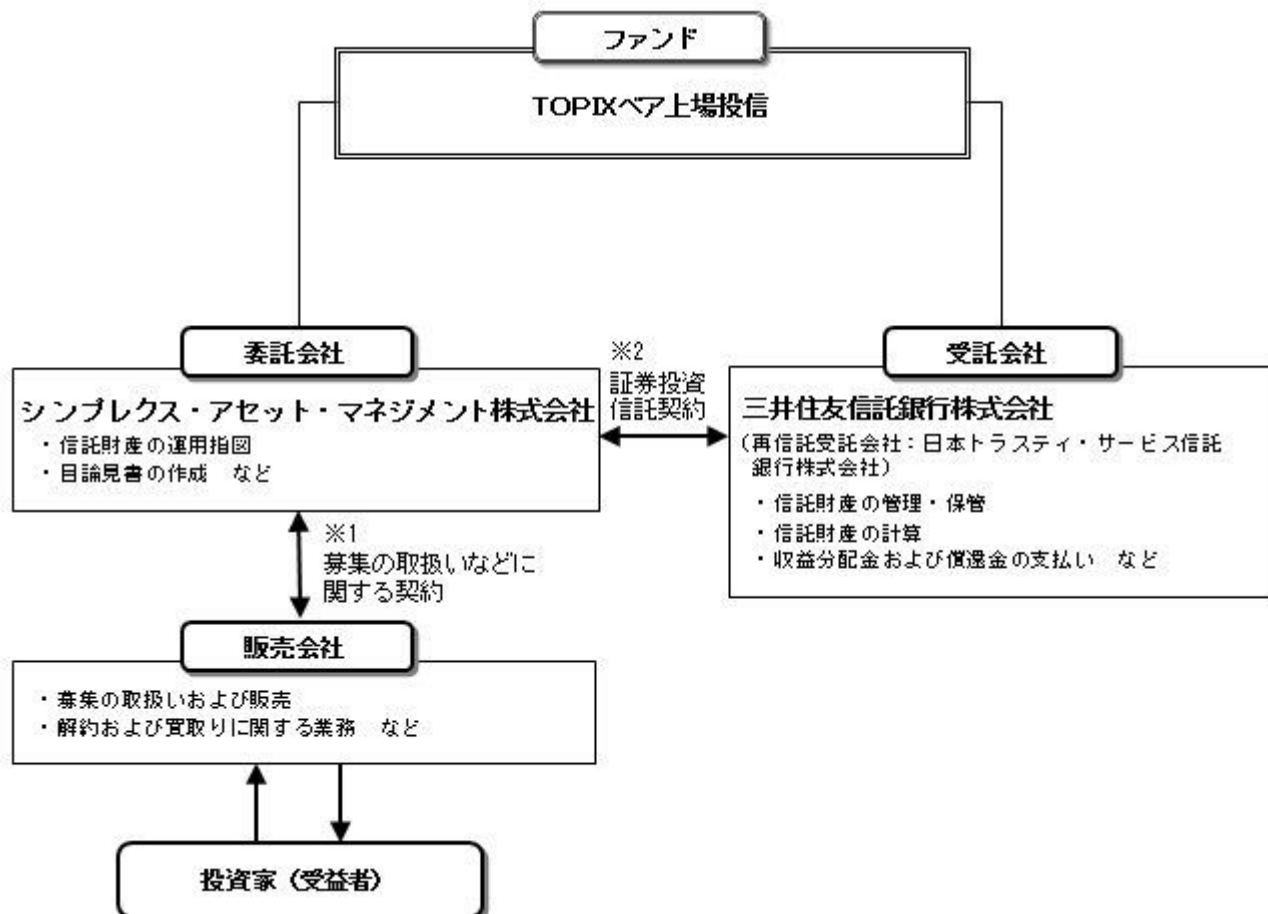 ファンド
TOPIXベア上場投信
委託会社
シンプレクス・アセット・マネジメント株式会社
・信託財産の運用指図
・目論見書の作成　など
※2
証券投資
信託契約
受託会社
三井住友信託銀行株式会社
(再信託受託会社：日本トラスティ・サービス信託
銀行株式会社)
・信託財産の管理・保管
・信託財産の計算
・収益分配金および償還金の支払い　など
※1
募集の取扱いなどに
関する契約
販売会社
・募集の取扱いおよび販売
・解約および買取りに関する業務　など
投資家（受益者）